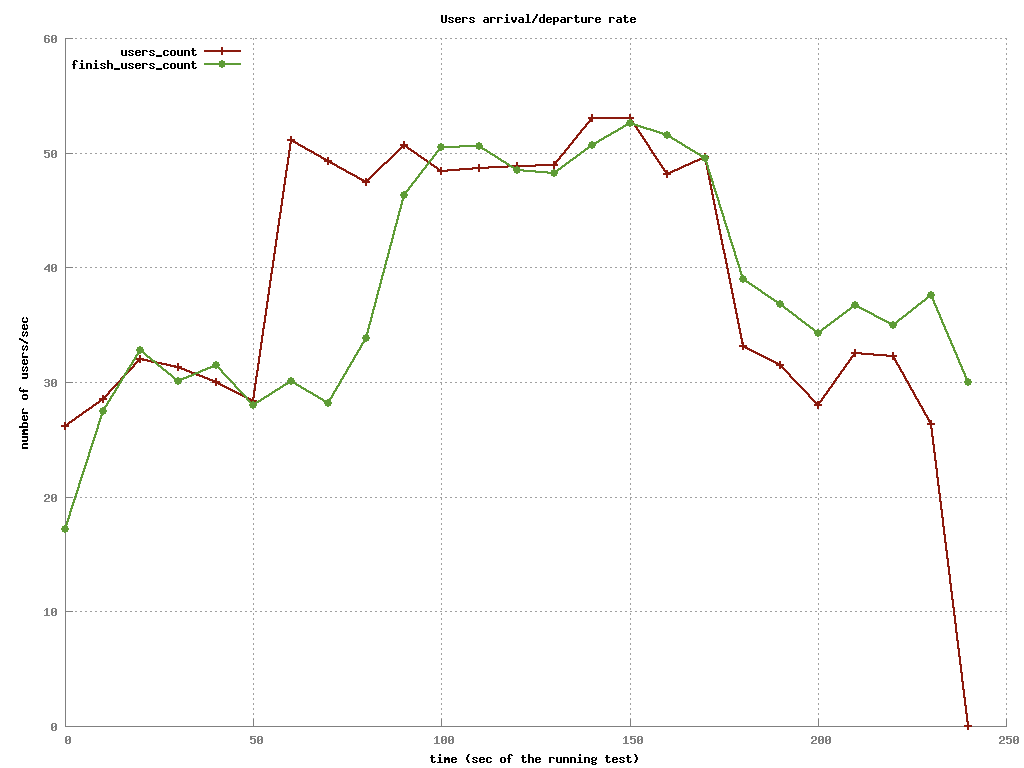 Users arrival/departure rate
users_count
finish_users_count
60
50
40
30
20
10
0
number of users/sec
0 50 100 150 200 250
time (sec of the running test)